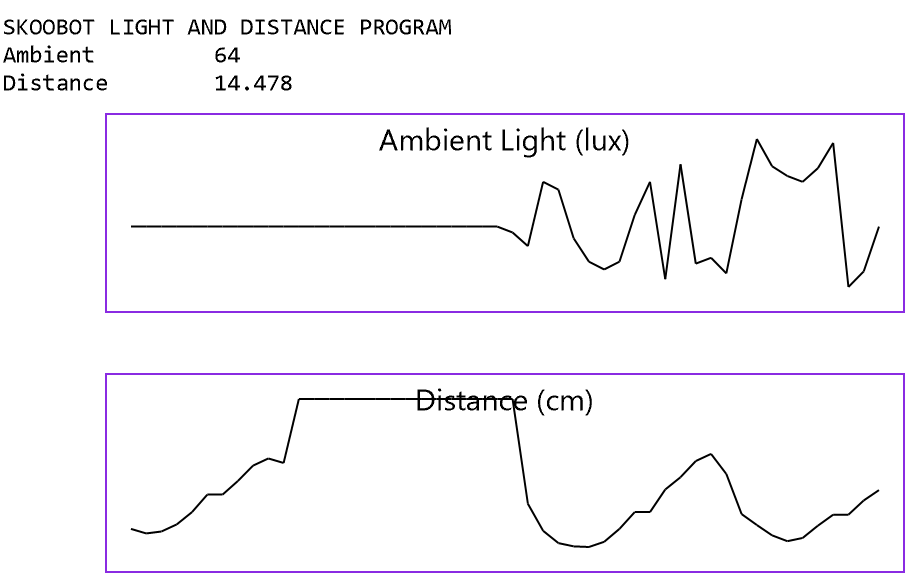 SKOOBOT LIGHT AND DISTANCE PROGRAM
Ambient 64
Distance 14.478
Ambient Light (lux)
Distance (cm)